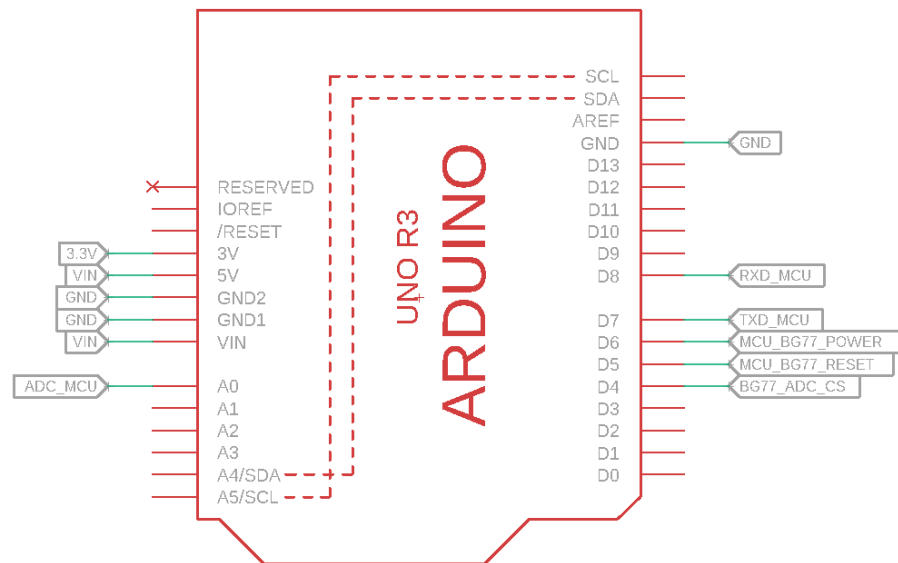 SCL
SDA
AREF
GND GND
D13
RESERVED D12
IOREF D11
/RESET D10
3.3V 3V D9
VIN 5V D8 RXD_MCU
GND GND2
GND GND1 D7 TXD_MCU
VIN VIN D6 MCU_BG77_POWER
D5 MCU_BG77_RESET
ADC_MCU A0 D4 BG77_ADC_CS
A1 D3
A2 D2
A3 D1
A4/SDA D0
A5/SCL
UNO R3
ARDUINO